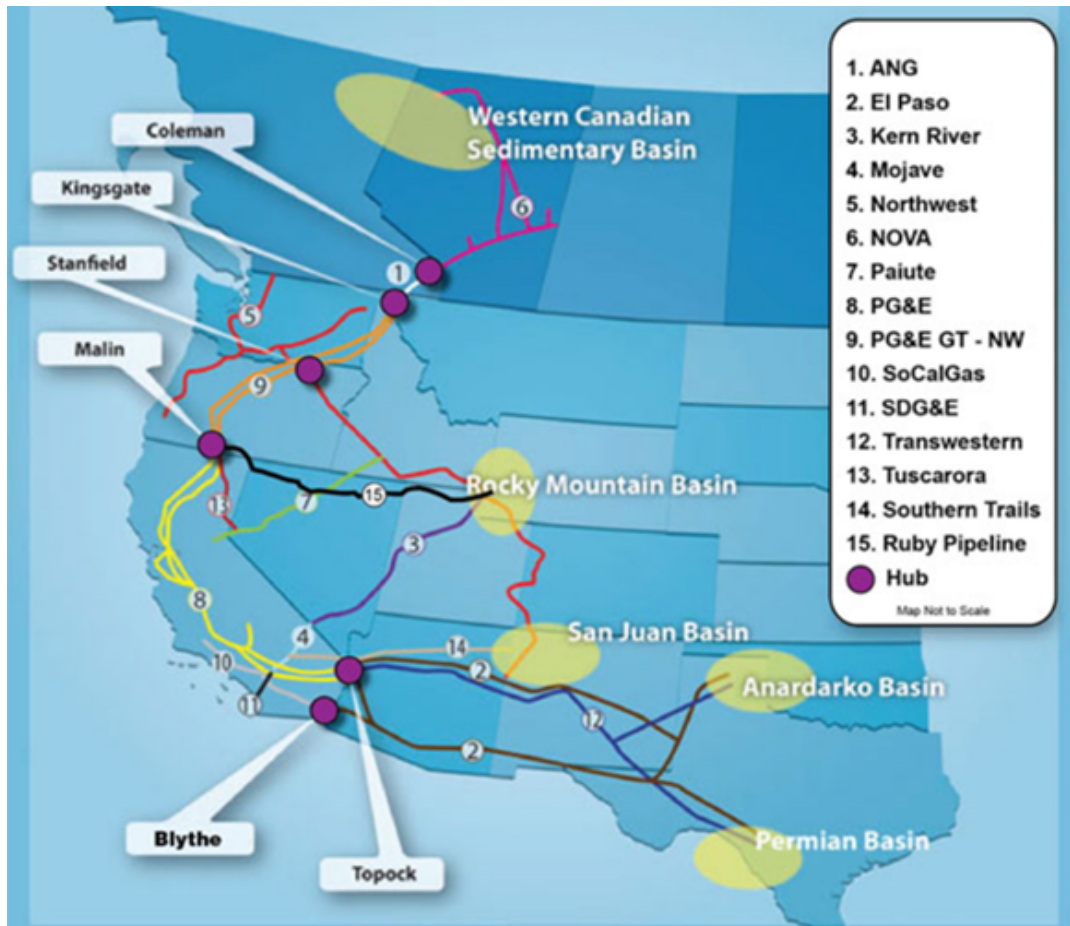 Coleman
Kingsgate
Stanfield
Malin
Western Canadian
Sedimentary Basin
Rocky Mountain Basin
San Juan Basin
Anardarko Basin
Permian Basin
Blythe
Topock
6
1
5
9
13
7
15
3
8
4
10
14
2
11
12
2
1. ANG
2. El Paso
3. Kern River
4. Mojave
5. Northwest
6. NOVA
7. Paiute
8. PG&E
9. PG&E GT - NW
10. SoCalGas
11. SDG&E
12. Transwestern
13. Tuscarora
14. Southern Trails
15. Ruby Pipeline
Hub
Map Not to Scale